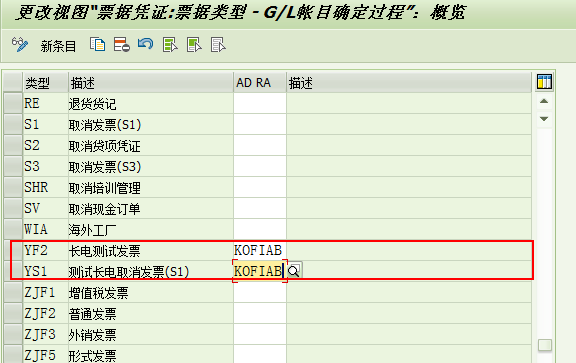 更改视图"票据凭证:票据类型 - G/L帐目确定过程": 概览
新条目
类型 描述 AD RA 描述
RE 退货货记
S1 取消发票(S1)
S2 取消贷项凭证
S3 取消发票(S3)
SHR 取消培训管理
SV 取消现金订单
WIA 海外工厂
YF2 长电测试发票 KOFIAB
YS1 测试长电取消发票(S1) KOFIAB
ZJF1 增值税发票
ZJF2 普通发票
ZJF3 外销发票
ZJF5 形式发票